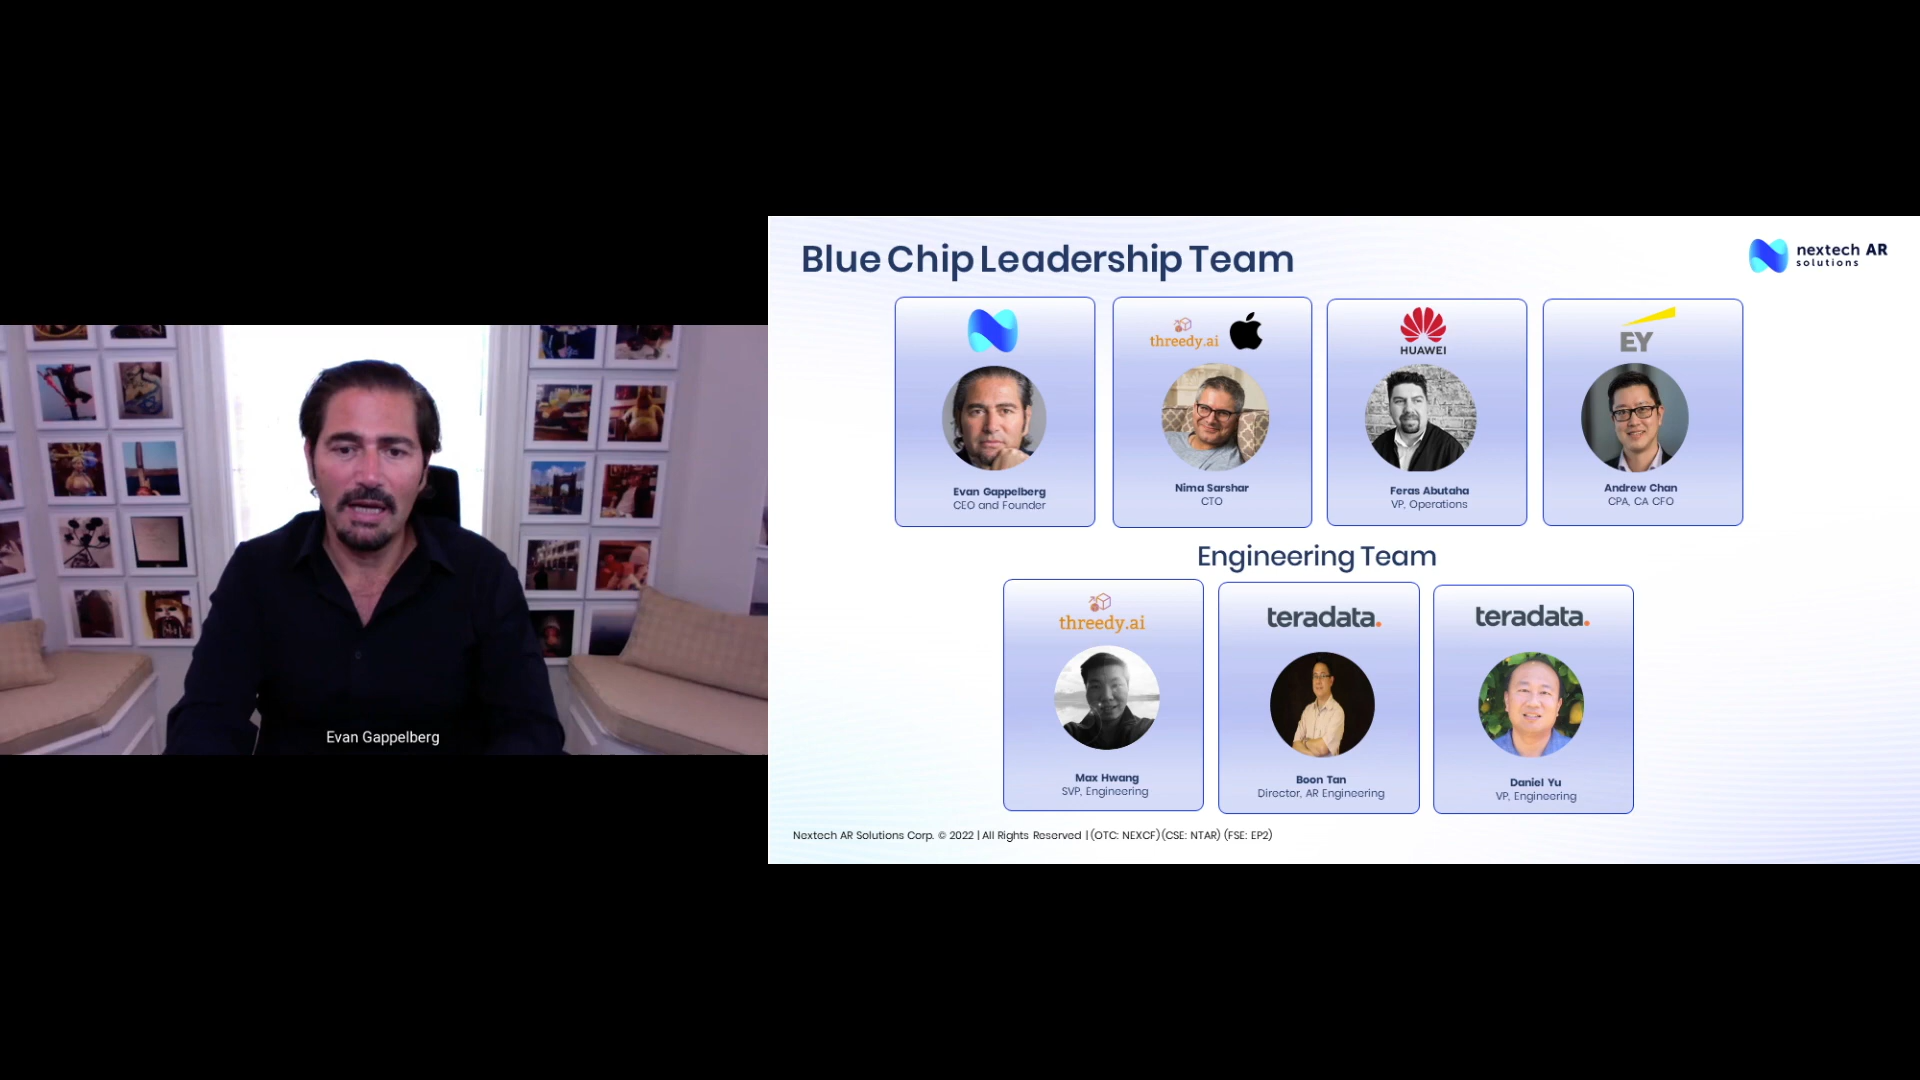 Evan Gappelberg
Blue Chip Leadership Team
nextech AR
solutions
threedy.ai
HUAWEI
EY
Evan Gappelberg
CEO and Founder
Nima Sarshar
CTO
Feras Abutaha
VP, Operations
Andrew Chan
CPA, CA CFO
Engineering Team
threedy.ai
teradata.
teradata.
Max Hwang
SVP, Engineering
Boon Tan
Director, AR Engineering
Daniel Yu
VP, Engineering
Nextech AR Solutions Corp. © 2022 | All Rights Reserved | (OTC: NEXCF)(CSE: NTAR) (FSE: EP2)